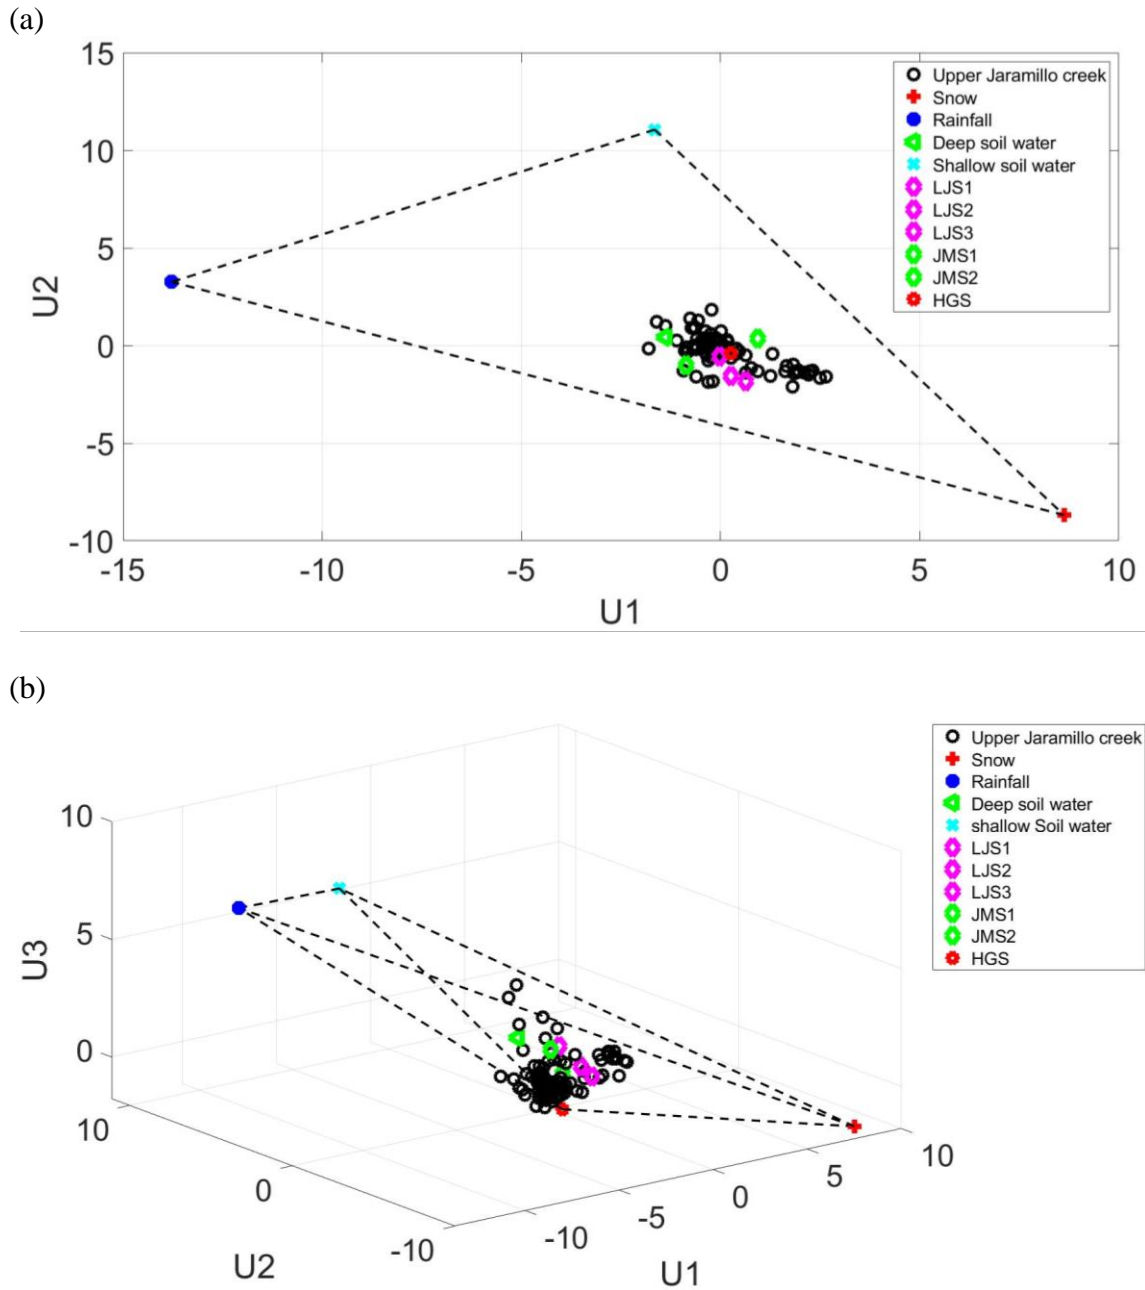 (a)
15
10
5
0
-5
-10
-15
-10
-5
0
5
10
U1
U2
Upper Jaramillo creek
Snow
Rainfall
Deep soil water
Shallow soil water
LJS1
LJS2
LJS3
JMS1
JMS2
HGS
(b)
10
5
0
U3
10
0
-10
U2
-10
-5
0
5
10
U1
Upper Jaramillo creek
Snow
Rainfall
Deep soil water
shallow Soil water
LJS1
LJS2
LJS3
JMS1
JMS2
HGS